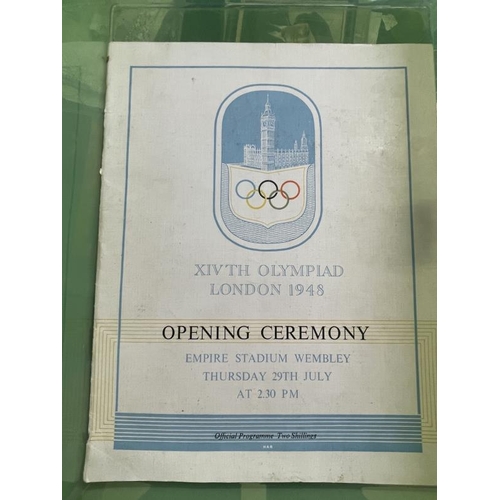 XIVTH OLYMPIAD
LONDON 1948
OPENING CEREMONY
EMPIRE STADIUM WEMBLEY
THURSDAY 29TH JULY
AT 2.30 PM
Official Programme Two Shillings